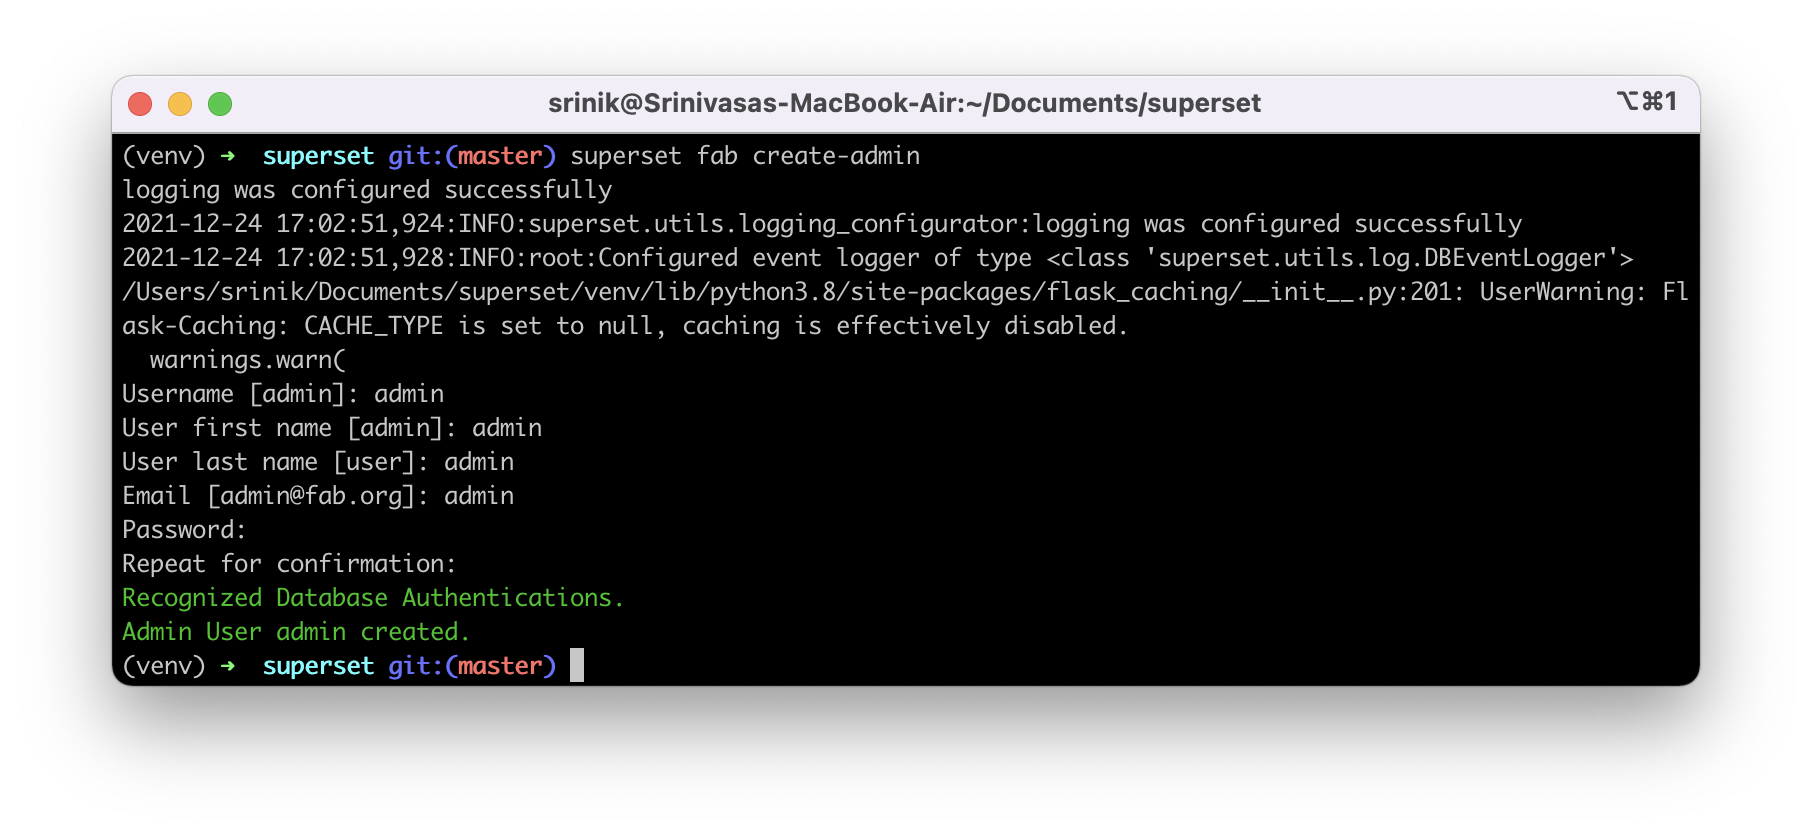 srinik@Srinivasas-MacBook-Air:~/Documents/superset ⌥⌘1
(venv) ➜ superset git:(master) superset fab create-admin
logging was configured successfully
2021-12-24 17:02:51,924:INFO:superset.utils.logging_configurator:logging was configured successfully
2021-12-24 17:02:51,928:INFO:root:Configured event logger of type <class 'superset.utils.log.DBEventLogger'>
/Users/srinik/Documents/superset/venv/lib/python3.8/site-packages/flask_caching/__init__.py:201: UserWarning: Fl
ask-Caching: CACHE_TYPE is set to null, caching is effectively disabled.
  warnings.warn(
Username [admin]: admin
User first name [admin]: admin
User last name [user]: admin
Email [admin@fab.org]: admin
Password:
Repeat for confirmation:
Recognized Database Authentications.
Admin User admin created.
(venv) ➜ superset git:(master)